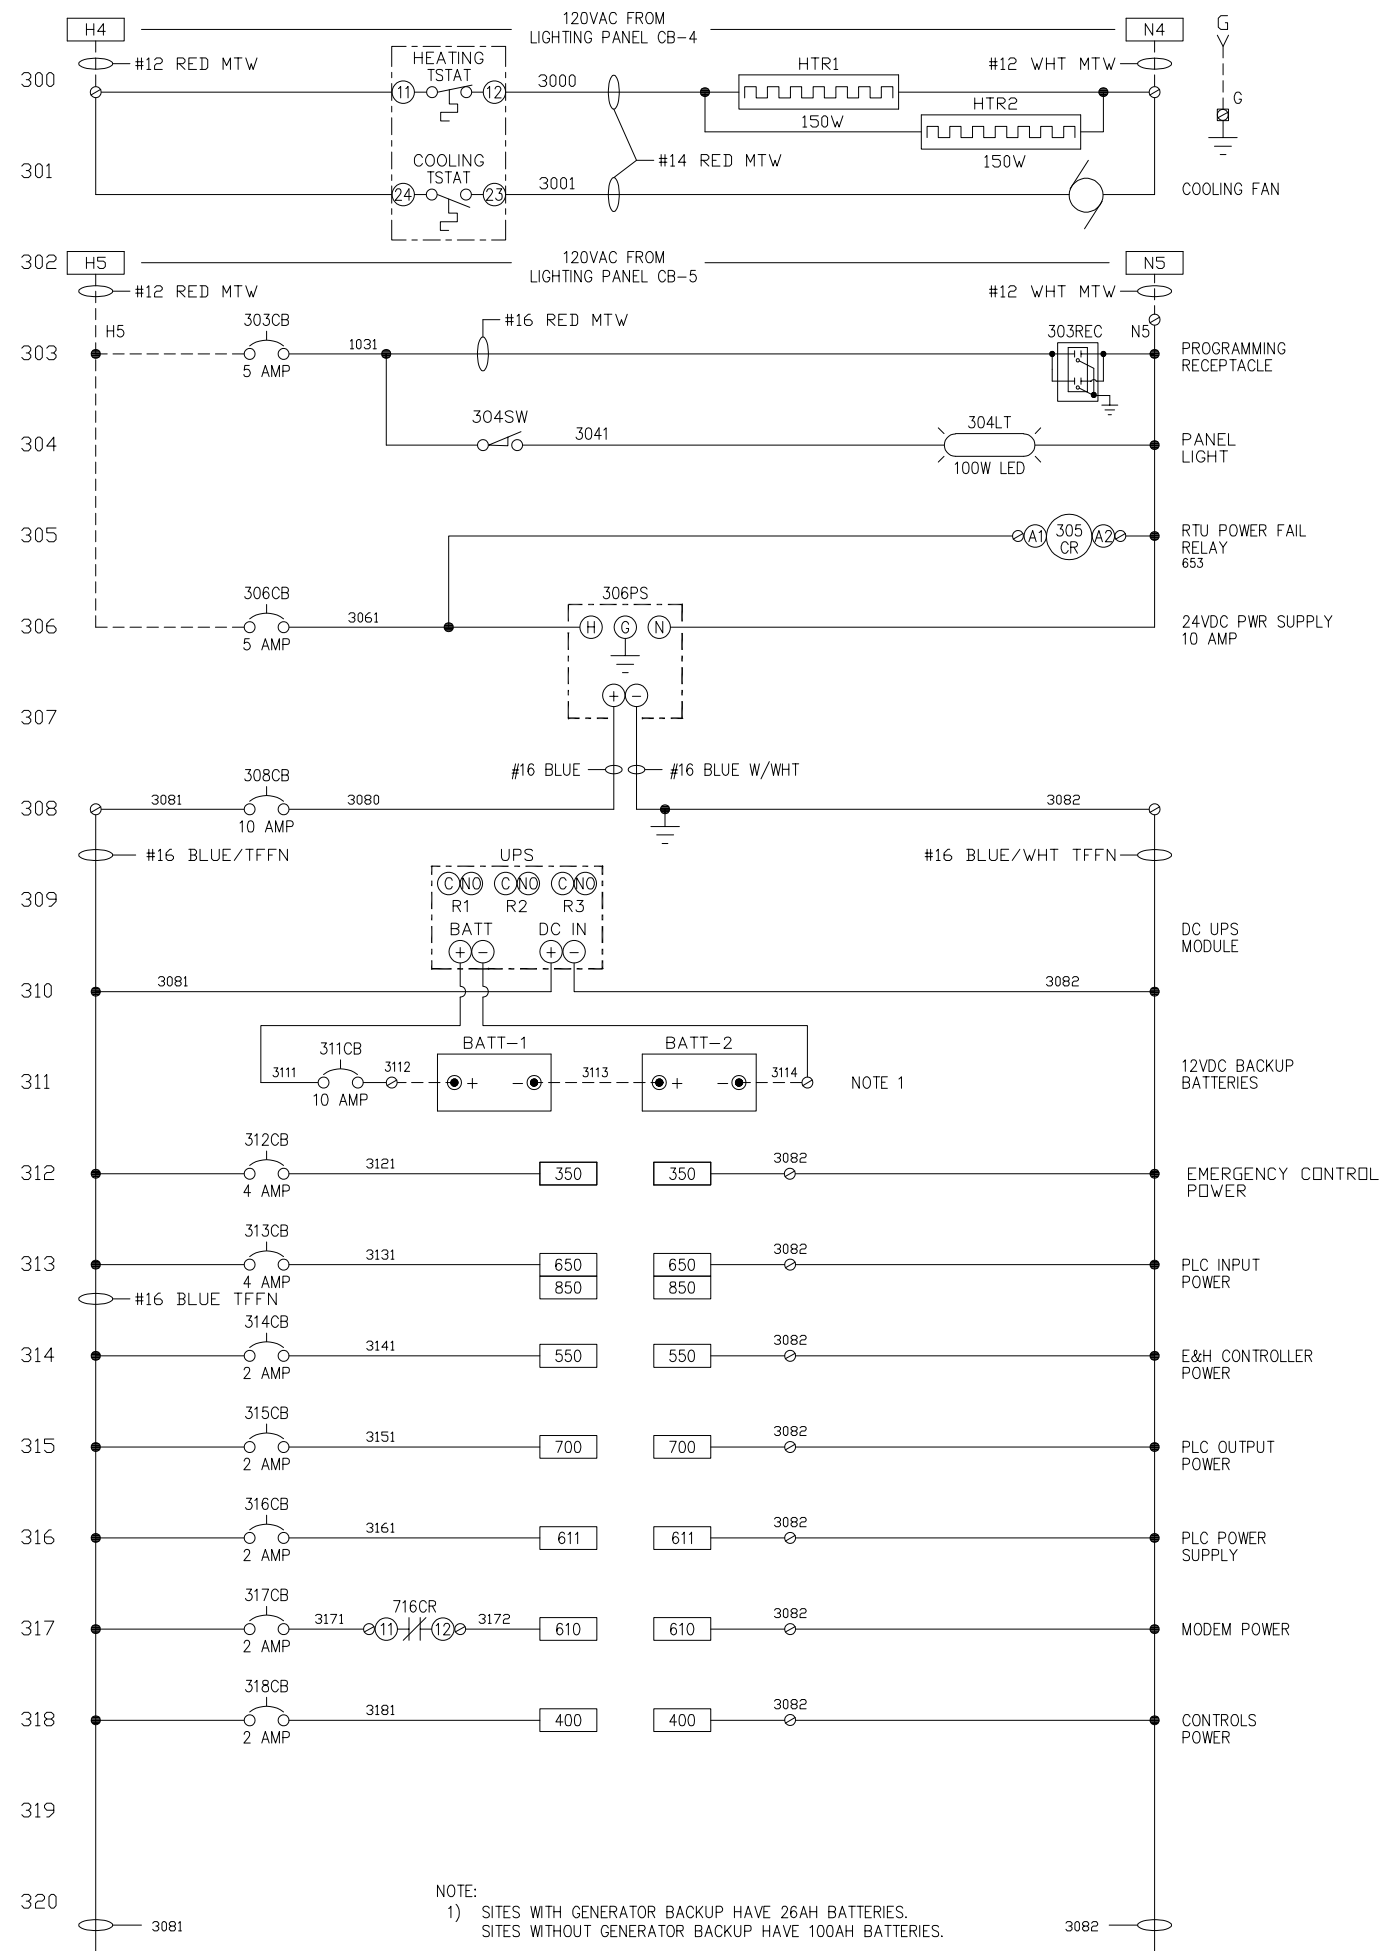 H4
120VAC FROM
LIGHTING PANEL CB-4
N4
G
#12 RED MTW
HEATING
TSTAT
#12 WHT MTW
300
11
12
3000
HTR1
150W
HTR2
150W
G
#14 RED MTW
301
COOLING
TSTAT
24
23
3001
COOLING FAN
302
H5
120VAC FROM
LIGHTING PANEL CB-5
N5
#12 RED MTW
#12 WHT MTW
H5
303CB
#16 RED MTW
303REC
N5
303
5 AMP
1031
PROGRAMMING
RECEPTACLE
304
304SW
3041
304LT
100W LED
PANEL
LIGHT
305
A1
305
CR
A2
RTU POWER FAIL
RELAY
653
306
306CB
5 AMP
3061
306PS
H
G
N
24VDC PWR SUPPLY
10 AMP
307
+
-
#16 BLUE
#16 BLUE W/WHT
308
3081
308CB
10 AMP
3080
3082
#16 BLUE/TFFN
#16 BLUE/WHT TFFN
309
UPS
C
NO
C
NO
C
NO
R1
R2
R3
BATT
DC IN
+
-
+
-
DC UPS
MODULE
310
3081
3082
311
3111
311CB
10 AMP
3112
BATT-1
+
-
3113
BATT-2
+
-
3114
NOTE 1
12VDC BACKUP
BATTERIES
312
312CB
4 AMP
3121
350
350
3082
EMERGENCY CONTROL
POWER
313
313CB
4 AMP
3131
650
650
3082
PLC INPUT
POWER
850
850
#16 BLUE TFFN
314
314CB
2 AMP
3141
550
550
3082
E&H CONTROLLER
POWER
315
315CB
2 AMP
3151
700
700
3082
PLC OUTPUT
POWER
316
316CB
2 AMP
3161
611
611
3082
PLC POWER
SUPPLY
317
317CB
2 AMP
3171
716CR
11
12
3172
610
610
3082
MODEM POWER
318
318CB
2 AMP
3181
400
400
3082
CONTROLS
POWER
319
320
NOTE:
1) SITES WITH GENERATOR BACKUP HAVE 26AH BATTERIES.
SITES WITHOUT GENERATOR BACKUP HAVE 100AH BATTERIES.
3081
3082